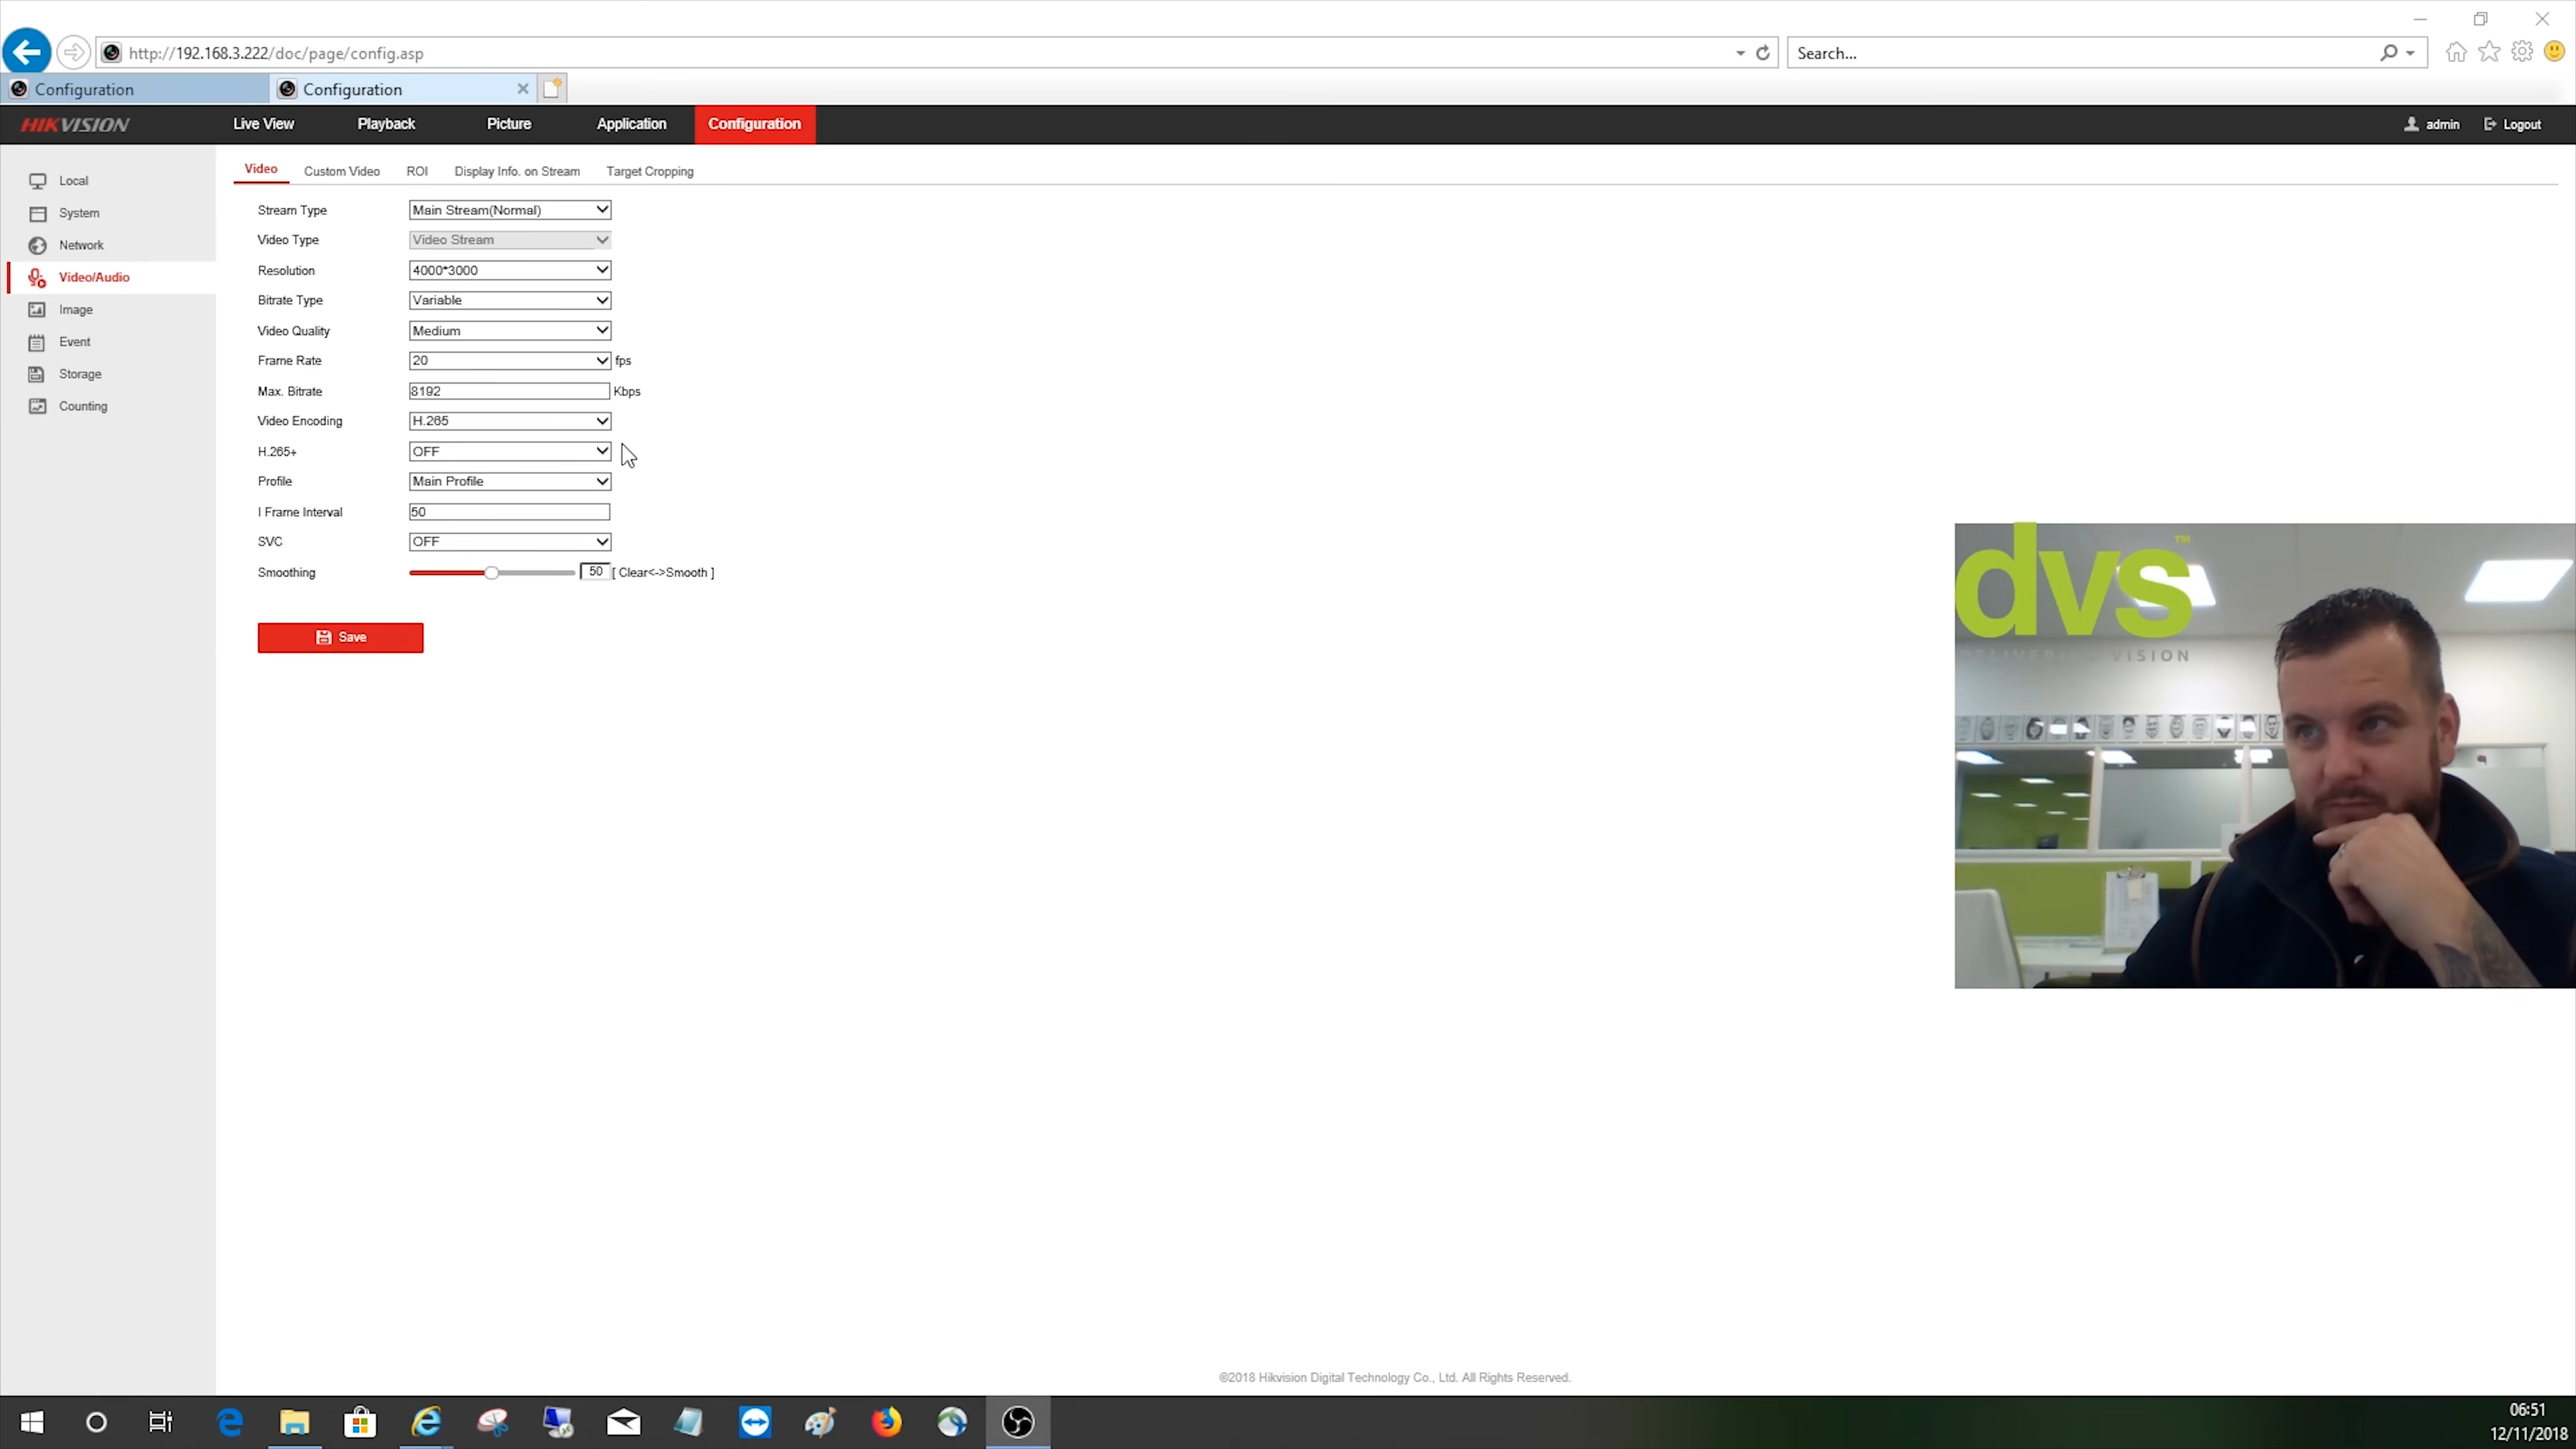 http://192.168.3.222/doc/page/config.asp
Search...
Configuration
Configuration
HIKVISION
Live View
Playback
Picture
Application
Configuration
admin
Logout
Local
System
Network
Video/Audio
Image
Event
Storage
Counting
Video
Custom Video
ROI
Display Info. on Stream
Target Cropping
Stream Type Main Stream(Normal)
Video Type Video Stream
Resolution 4000*3000
Bitrate Type Variable
Video Quality Medium
Frame Rate 20 fps
Max. Bitrate 8192 Kbps
Video Encoding H.265
H.265+ OFF
Profile Main Profile
I Frame Interval 50
SVC OFF
Smoothing 50 [ Clear<->Smooth ]
Save
dvs™
VISION
©2018 Hikvision Digital Technology Co., Ltd. All Rights Reserved.
06:51
12/11/2018